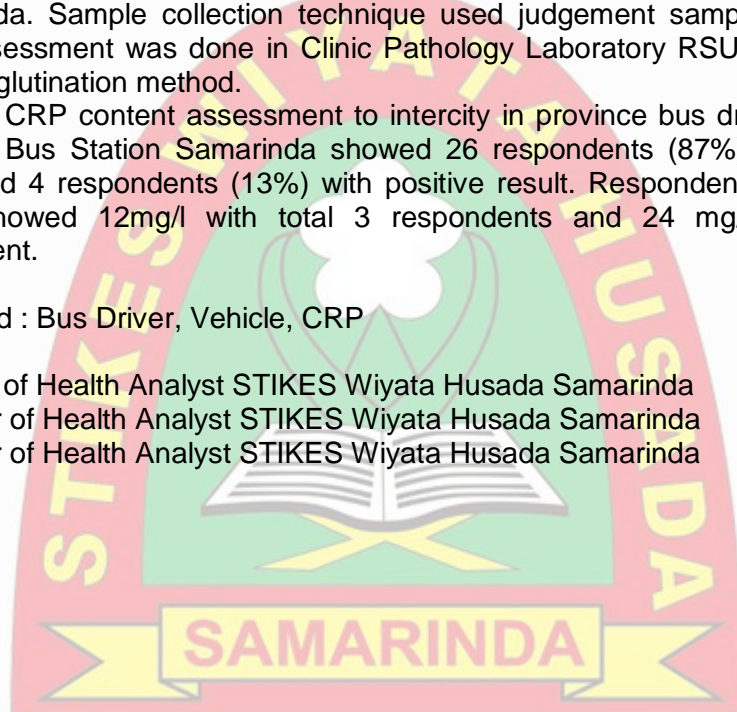 da. Sample collection technique used judgement samp
sessment was done in Clinic Pathology Laboratory RSU
glutination method.
CRP content assessment to intercity in province bus dr
Bus Station Samarinda showed 26 respondents (87%
d 4 respondents (13%) with positive result. Responden
howed 12mg/l with total 3 respondents and 24 mg/
ent.
d : Bus Driver, Vehicle, CRP
of Health Analyst STIKES Wiyata Husada Samarinda
r of Health Analyst STIKES Wiyata Husada Samarinda
r of Health Analyst STIKES Wiyata Husada Samarinda
STIKES WIYATA HUSADA
SAMARINDA